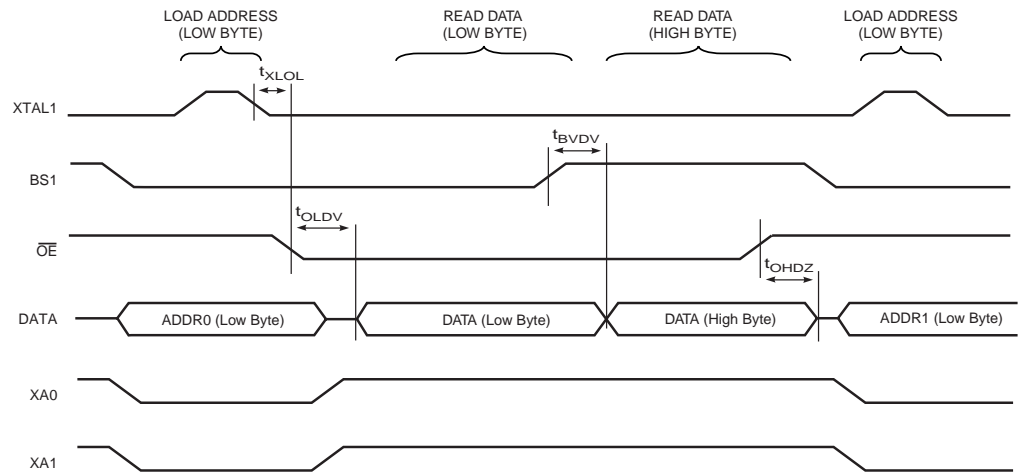 LOAD ADDRESS
(LOW BYTE)
READ DATA
(LOW BYTE)
READ DATA
(HIGH BYTE)
LOAD ADDRESS
(LOW BYTE)
tXLOL
XTAL1
tBVDV
BS1
tOLDV
OE
tOHDZ
DATA
ADDR0 (Low Byte)
DATA (Low Byte)
DATA (High Byte)
ADDR1 (Low Byte)
XA0
XA1